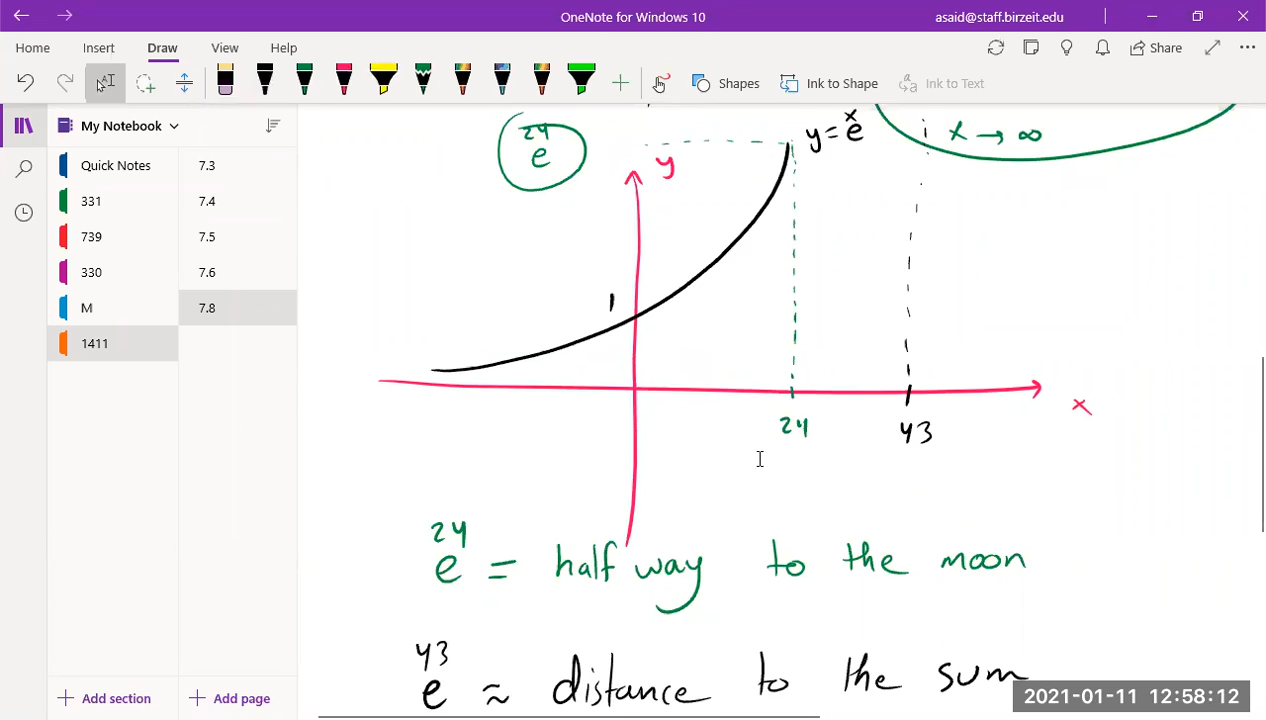 OneNote for Windows 10
asaid@staff.birzeit.edu
Home Insert Draw View Help
Share
Shapes Ink to Shape Ink to Text
My Notebook
Quick Notes
331
739
330
M
1411
7.3
7.4
7.5
7.6
7.8
Add section
Add page
e^24
y
y = e^x
x → ∞
1
24
43
x
e^24 = half way to the moon
e^43 ≈ distance to the sum
2021-01-11 12:58:12